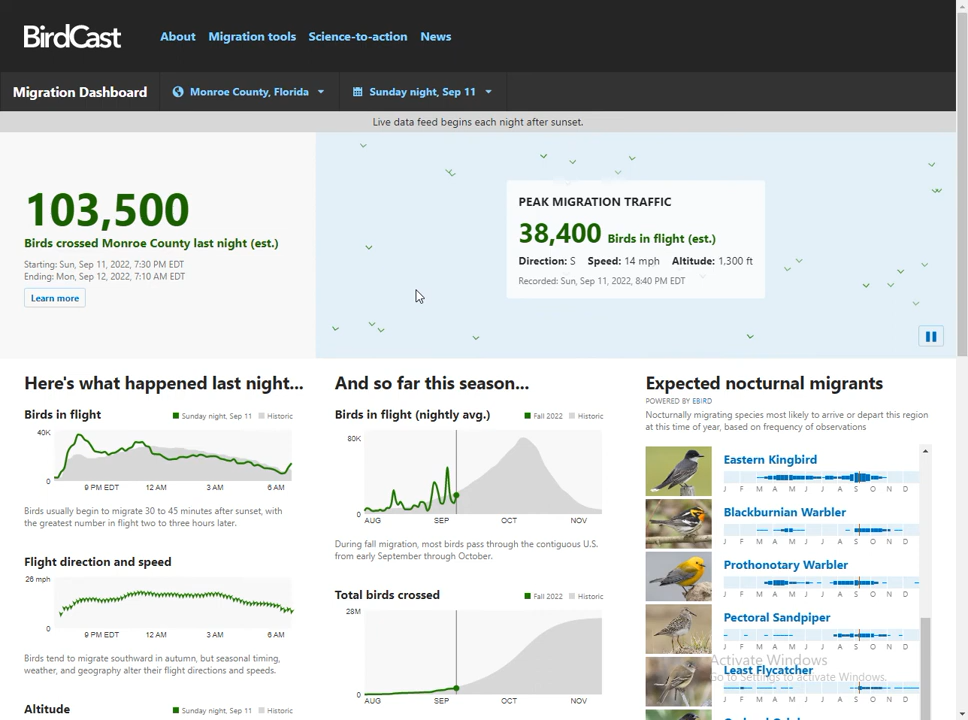 BirdCast
About Migration tools Science-to-action News
Migration Dashboard Monroe County, Florida Sunday night, Sep 11
Live data feed begins each night after sunset.
103,500
Birds crossed Monroe County last night (est.)
Starting: Sun, Sep 11, 2022, 7:30 PM EDT
Ending: Mon, Sep 12, 2022, 7:10 AM EDT
Learn more
PEAK MIGRATION TRAFFIC
38,400 Birds in flight (est.)
Direction: S Speed: 14 mph Altitude: 1,300 ft
Recorded: Sun, Sep 11, 2022, 8:40 PM EDT
Here's what happened last night...
Birds in flight
Sunday night, Sep 11 Historic
40K
0
9 PM EDT 12 AM 3 AM 6 AM
Birds usually begin to migrate 30 to 45 minutes after sunset, with
the greatest number in flight two to three hours later.
Flight direction and speed
26 mph
0
9 PM EDT 12 AM 3 AM 6 AM
Birds tend to migrate southward in autumn, but seasonal timing,
weather, and geography alter their flight directions and speeds.
Altitude
Sunday night, Sep 11 Historic
And so far this season...
Birds in flight (nightly avg.)
Fall 2022 Historic
80K
0
AUG SEP OCT NOV
During fall migration, most birds pass through the contiguous U.S.
from early September through October.
Total birds crossed
Fall 2022 Historic
28M
0
AUG SEP OCT NOV
Expected nocturnal migrants
POWERED BY EBIRD
Nocturnally migrating species most likely to arrive or depart this region
at this time of year, based on frequency of observations
Eastern Kingbird
J F M A M J J A S O N D
Blackburnian Warbler
J F M A M J J A S O N D
Prothonotary Warbler
J F M A M J J A S O N D
Pectoral Sandpiper
J F M A M J J A S O N D
Least Flycatcher
J F M A M J J A S O N D
Activate Windows
Go to Settings to activate Windows.